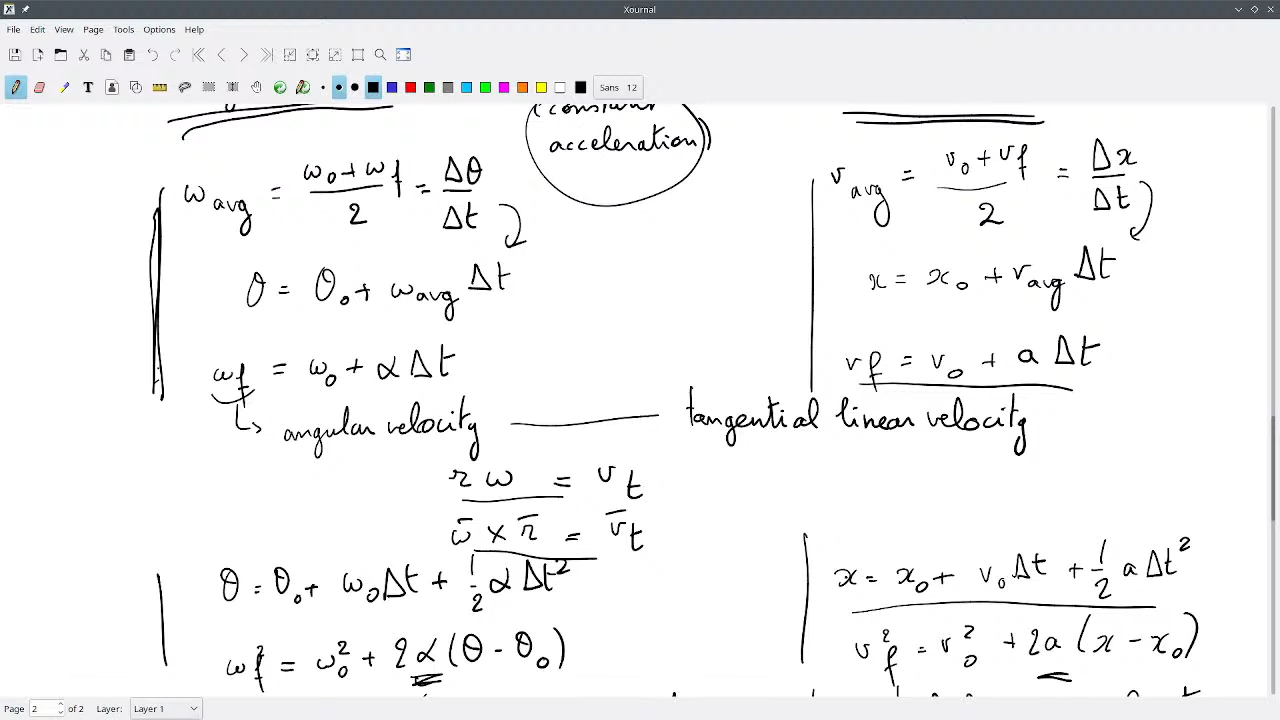 Xournal
File Edit View Page Tools Options Help
Sans 12
(constant
acceleration)
ω avg = (ω₀ + ωf)/2 = Δθ/Δt
θ = θ₀ + ω avg Δt
ωf = ω₀ + α Δt
↳ angular velocity —— tangential linear velocity
v avg = (v₀ + vf)/2 = Δx/Δt
x = x₀ + v avg Δt
vf = v₀ + a Δt
r ω = v t
ω̄ × r̄ = v̄ t
θ = θ₀ + ω₀Δt + 1/2 α Δt²
ωf² = ω₀² + 2α(θ - θ₀)
x = x₀ + v₀Δt + 1/2 a Δt²
vf² = v₀² + 2a(x - x₀)
Page 2 of 2 Layer: Layer 1